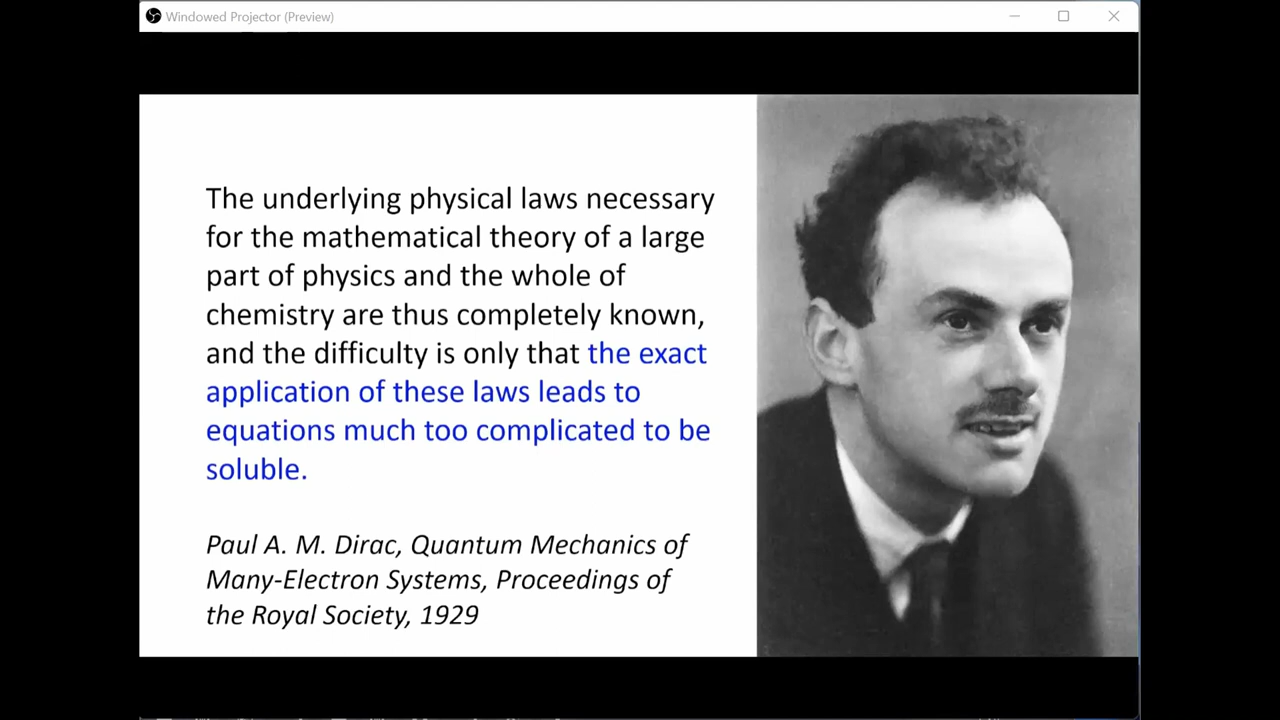 Windowed Projector (Preview)
The underlying physical laws necessary
for the mathematical theory of a large
part of physics and the whole of
chemistry are thus completely known,
and the difficulty is only that the exact
application of these laws leads to
equations much too complicated to be
soluble.
Paul A. M. Dirac, Quantum Mechanics of
Many-Electron Systems, Proceedings of
the Royal Society, 1929